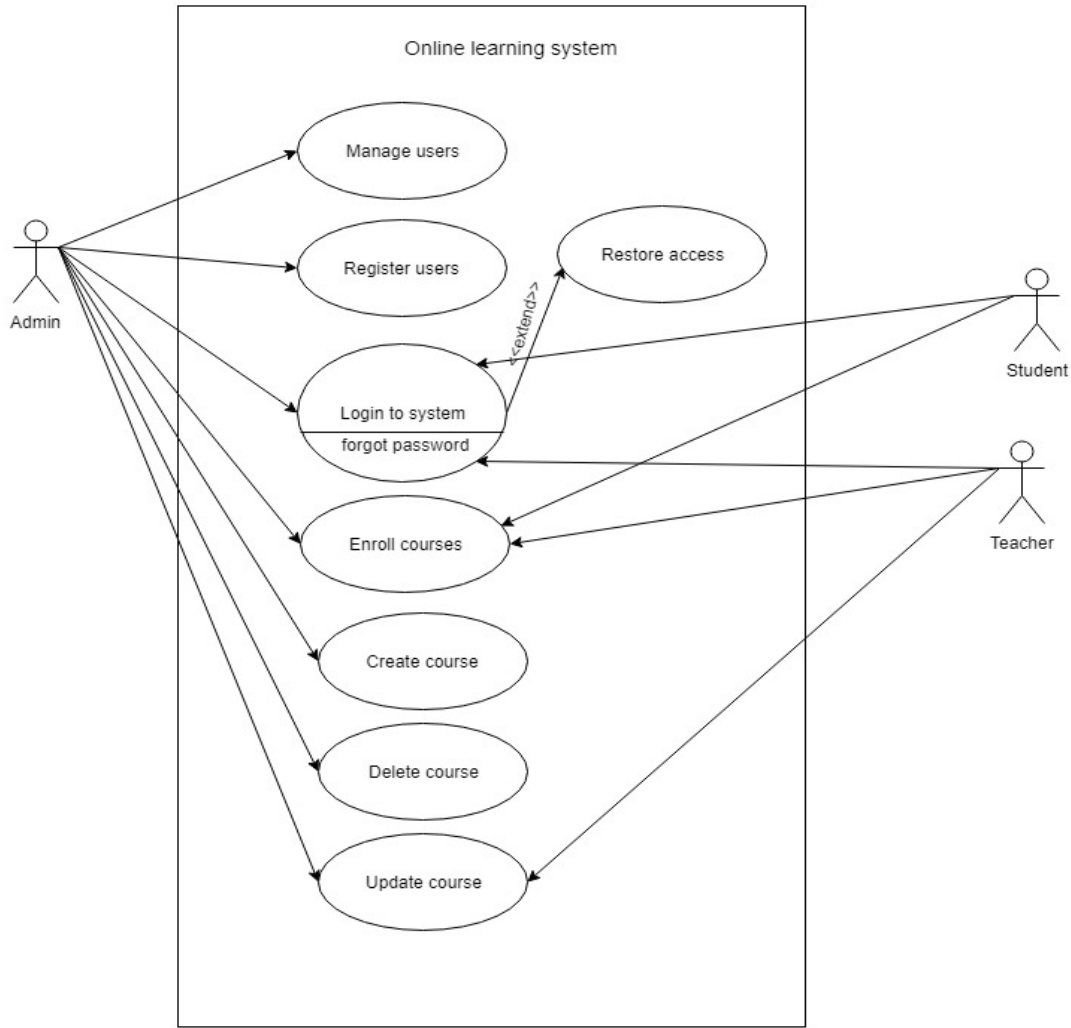 Online learning system
Manage users
Register users
Restore access
Admin
<<extend>>
Student
Login to system
forgot password
Enroll courses
Teacher
Create course
Delete course
Update course